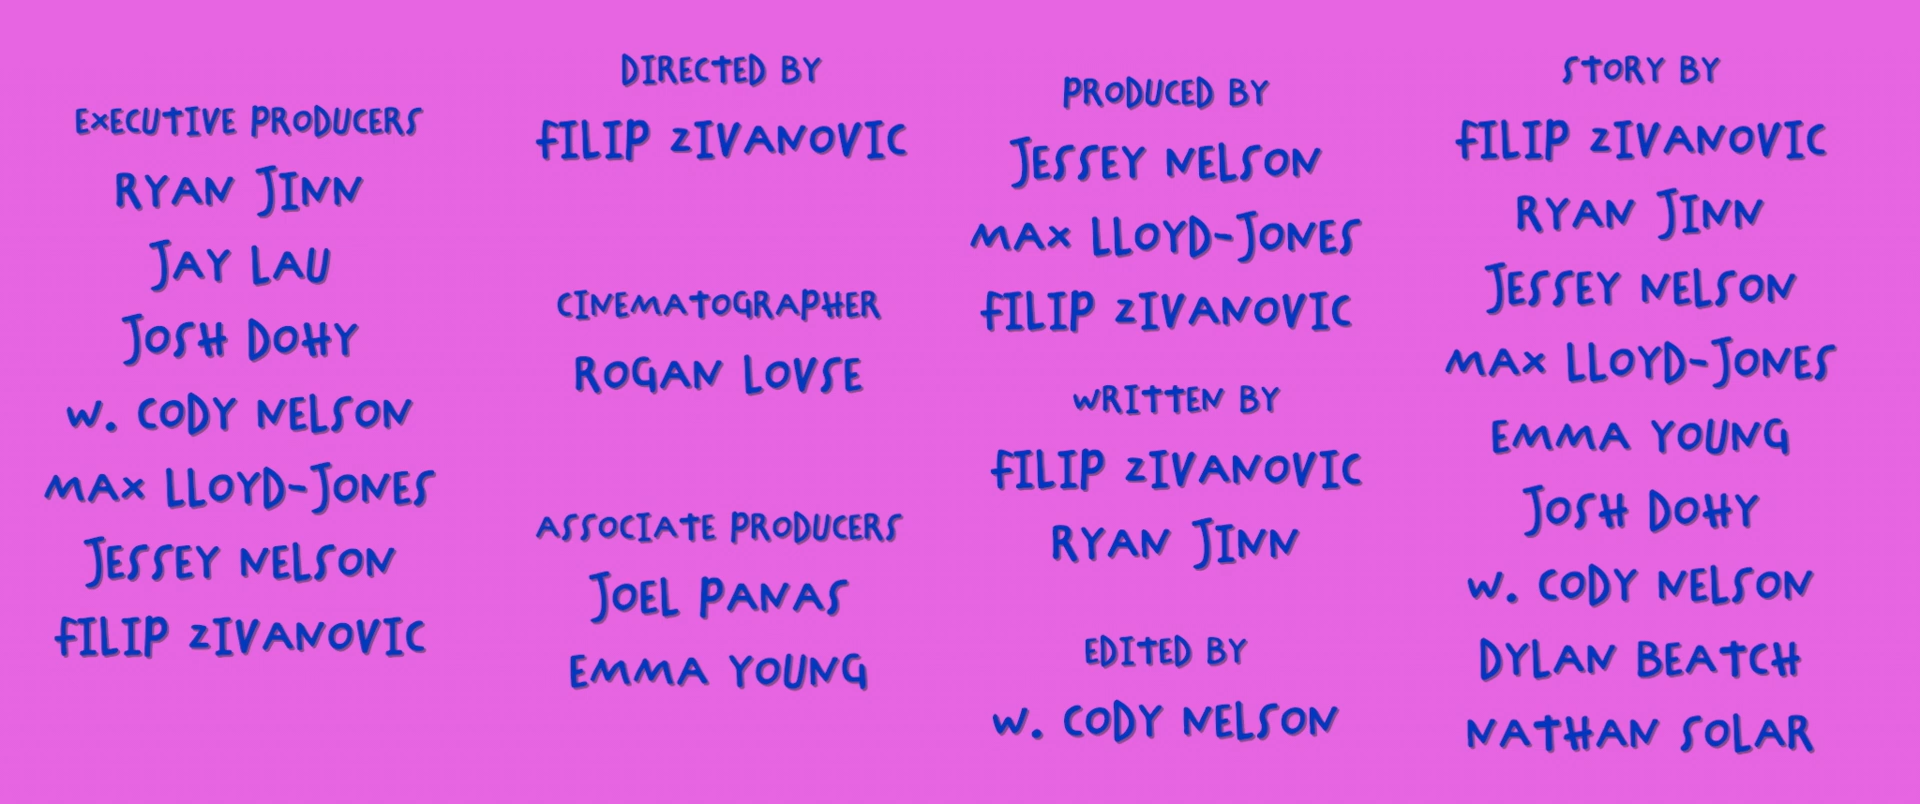 EXECUTIVE PRODUCERS
RYAN JINN
JAY LAU
JOSH DOHY
W. CODY NELSON
MAX LLOYD-JONES
JESSEY NELSON
FILIP ZIVANOVIC
DIRECTED BY
FILIP ZIVANOVIC
CINEMATOGRAPHER
ROGAN LOVSE
ASSOCIATE PRODUCERS
JOEL PANAS
EMMA YOUNG
PRODUCED BY
JESSEY NELSON
MAX LLOYD-JONES
FILIP ZIVANOVIC
WRITTEN BY
FILIP ZIVANOVIC
RYAN JINN
EDITED BY
W. CODY NELSON
STORY BY
FILIP ZIVANOVIC
RYAN JINN
JESSEY NELSON
MAX LLOYD-JONES
EMMA YOUNG
JOSH DOHY
W. CODY NELSON
DYLAN BEATCH
NATHAN SOLAR